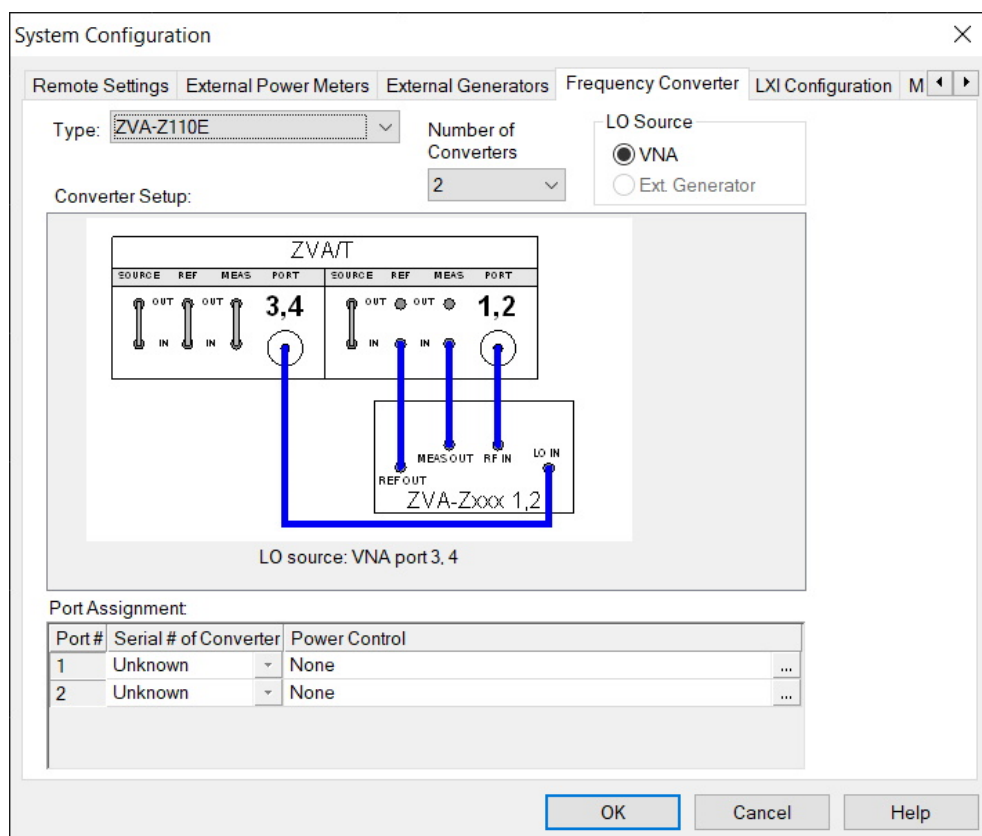 System Configuration
Remote Settings External Power Meters External Generators Frequency Converter LXI Configuration M
Type: ZVA-Z110E
Number of
Converters
2
LO Source
VNA
Ext. Generator
Converter Setup:
ZVA/T
SOURCE REF MEAS PORT SOURCE REF MEAS PORT
OUT OUT 3,4 OUT OUT 1,2
IN IN IN IN
MEAS OUT RF IN LO IN
REF OUT
ZVA-Zxxx 1,2
LO source: VNA port 3, 4
Port Assignment:
Port # Serial # of Converter Power Control
1 Unknown None ...
2 Unknown None ...
OK Cancel Help